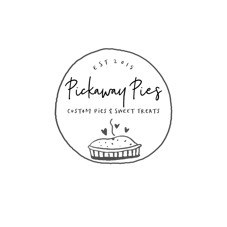 EST 2015
Pickaway Pies
CUSTOM PIES & SWEET TREATS